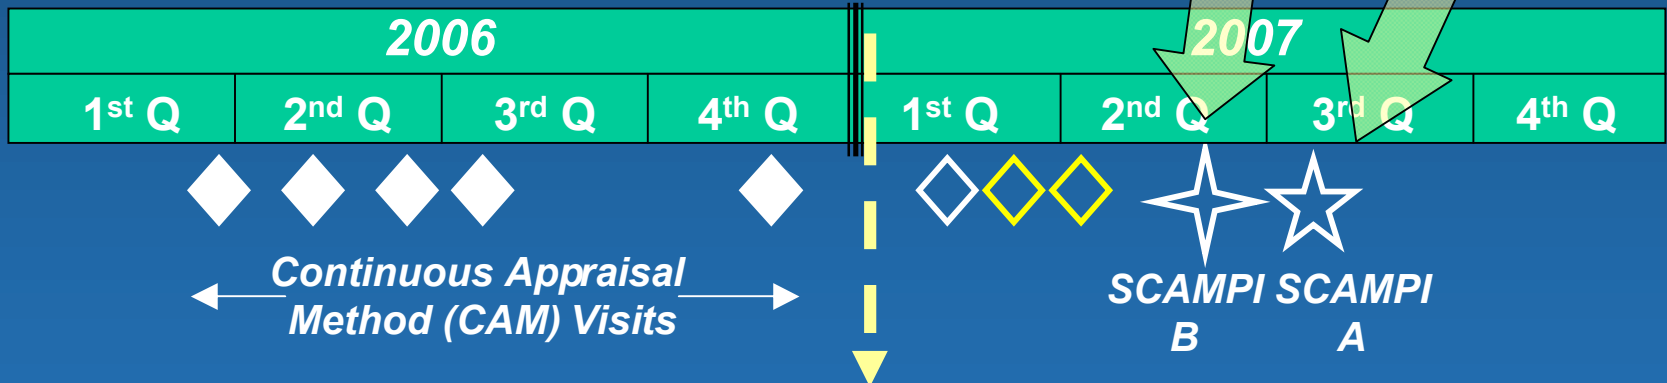 2006 2007
1st Q 2nd Q 3rd Q 4th Q 1st Q 2nd Q 3rd Q 4th Q
Continuous Appraisal
Method (CAM) Visits
SCAMPI SCAMPI
B A